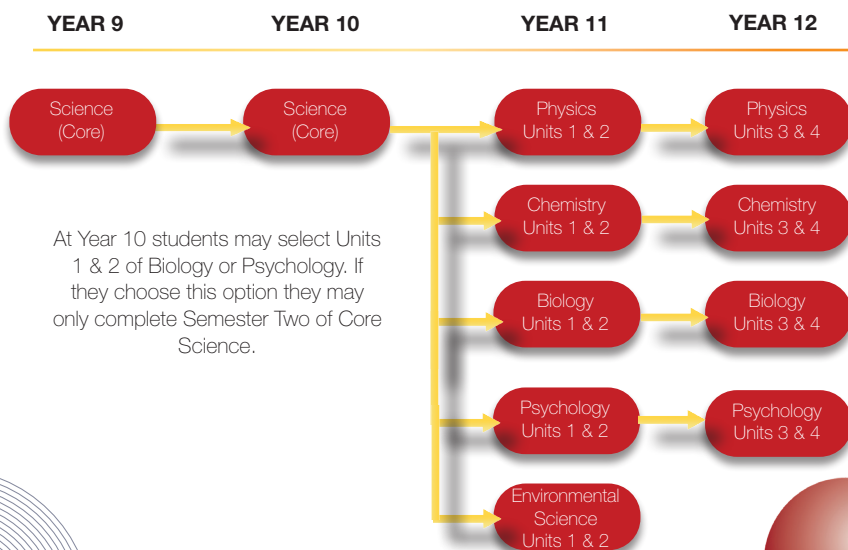 YEAR 9
YEAR 10
YEAR 11
YEAR 12
Science
(Core)
Science
(Core)
Physics
Units 1 & 2
Physics
Units 3 & 4
Chemistry
Units 1 & 2
Chemistry
Units 3 & 4
At Year 10 students may select Units
1 & 2 of Biology or Psychology. If
they choose this option they may
only complete Semester Two of Core
Science.
Biology
Units 1 & 2
Biology
Units 3 & 4
Psychology
Units 1 & 2
Psychology
Units 3 & 4
Environmental
Science
Units 1 & 2